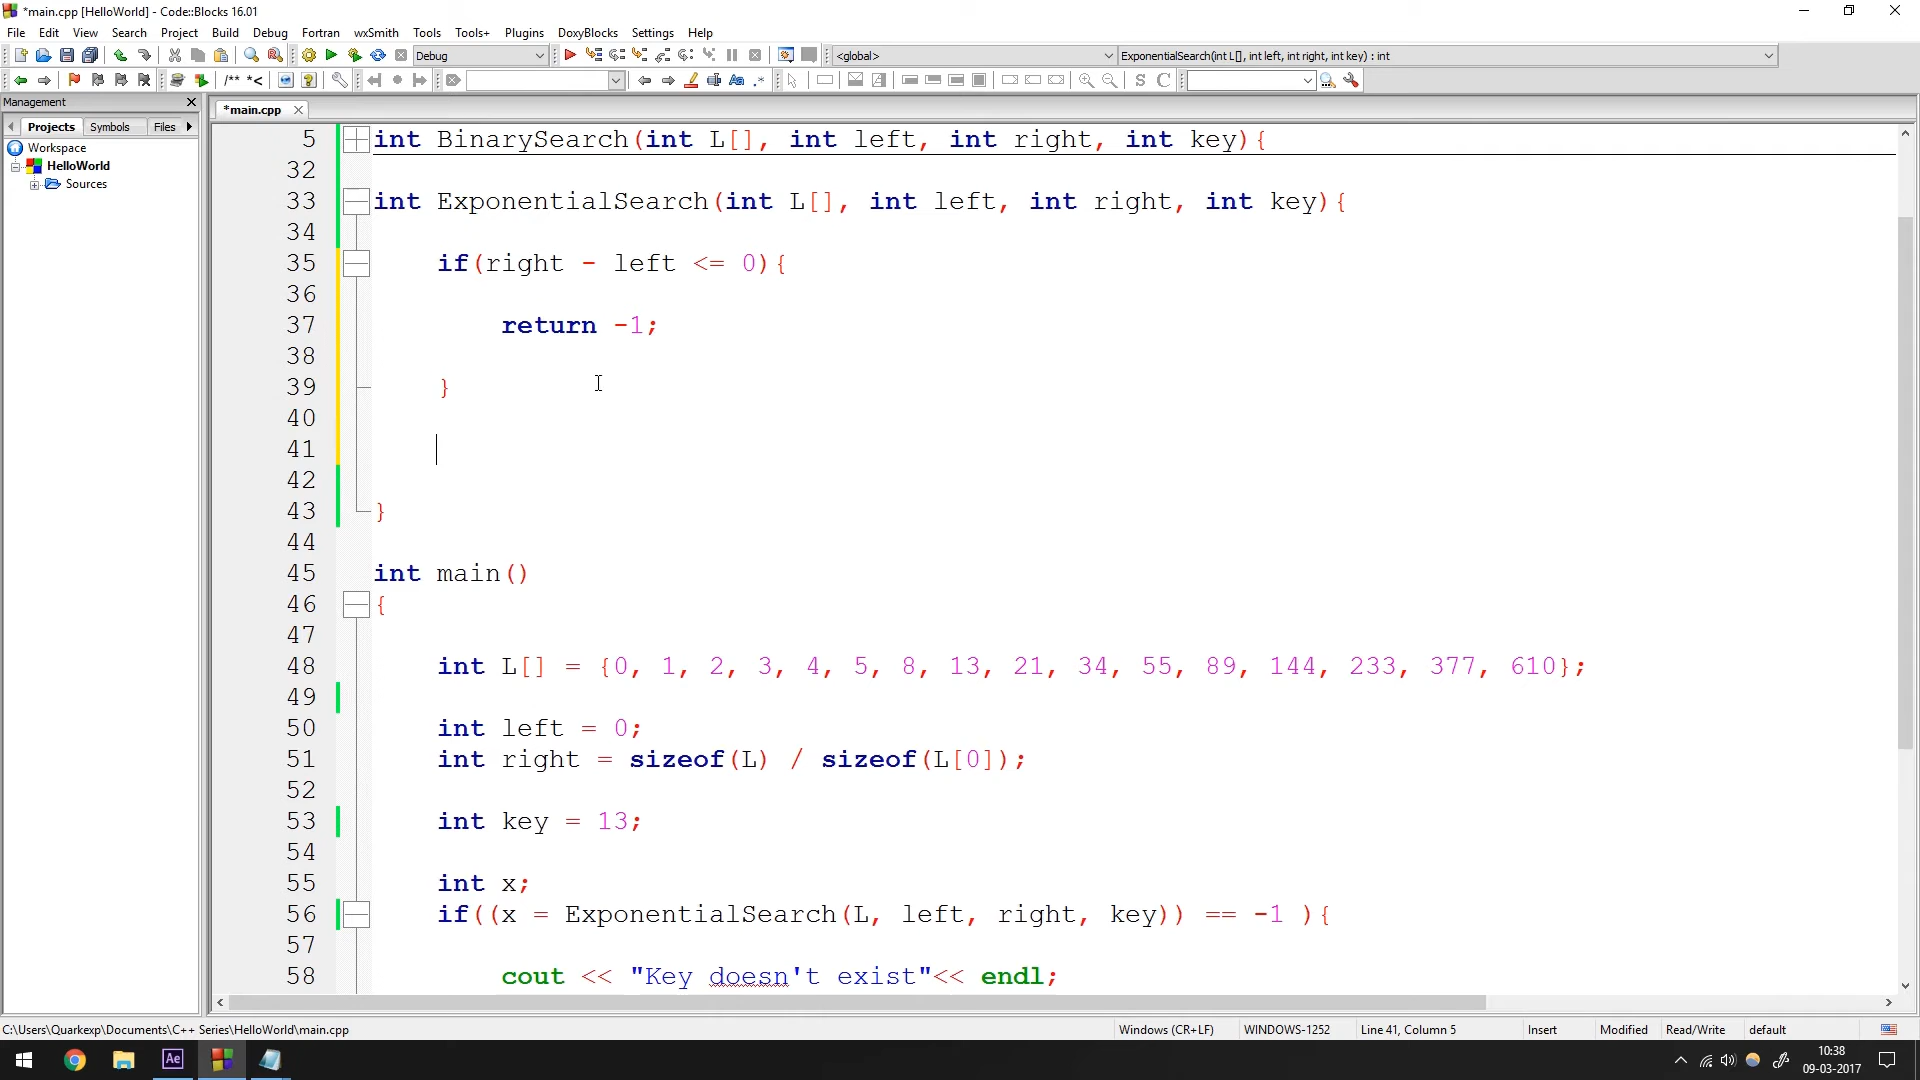 *main.cpp [HelloWorld] - Code::Blocks 16.01
File Edit View Search Project Build Debug Fortran wxSmith Tools Tools+ Plugins DoxyBlocks Settings Help
Debug <global> ExponentialSearch(int L[], int left, int right, int key) : int
/** *<
S C
Management
*main.cpp
Projects Symbols Files
Workspace
HelloWorld
Sources
5 int BinarySearch(int L[], int left, int right, int key){
32
33 int ExponentialSearch(int L[], int left, int right, int key){
34
35 if(right - left <= 0){
36
37 return -1;
38
39 }
40
41
42
43 }
44
45 int main()
46 {
47
48 int L[] = {0, 1, 2, 3, 4, 5, 8, 13, 21, 34, 55, 89, 144, 233, 377, 610};
49
50 int left = 0;
51 int right = sizeof(L) / sizeof(L[0]);
52
53 int key = 13;
54
55 int x;
56 if((x = ExponentialSearch(L, left, right, key)) == -1 ){
57
58 cout << "Key doesn't exist"<< endl;
C:\Users\Quarkexp\Documents\C++ Series\HelloWorld\main.cpp Windows (CR+LF) WINDOWS-1252 Line 41, Column 5 Insert Modified Read/Write default
Ae
10:38
09-03-2017